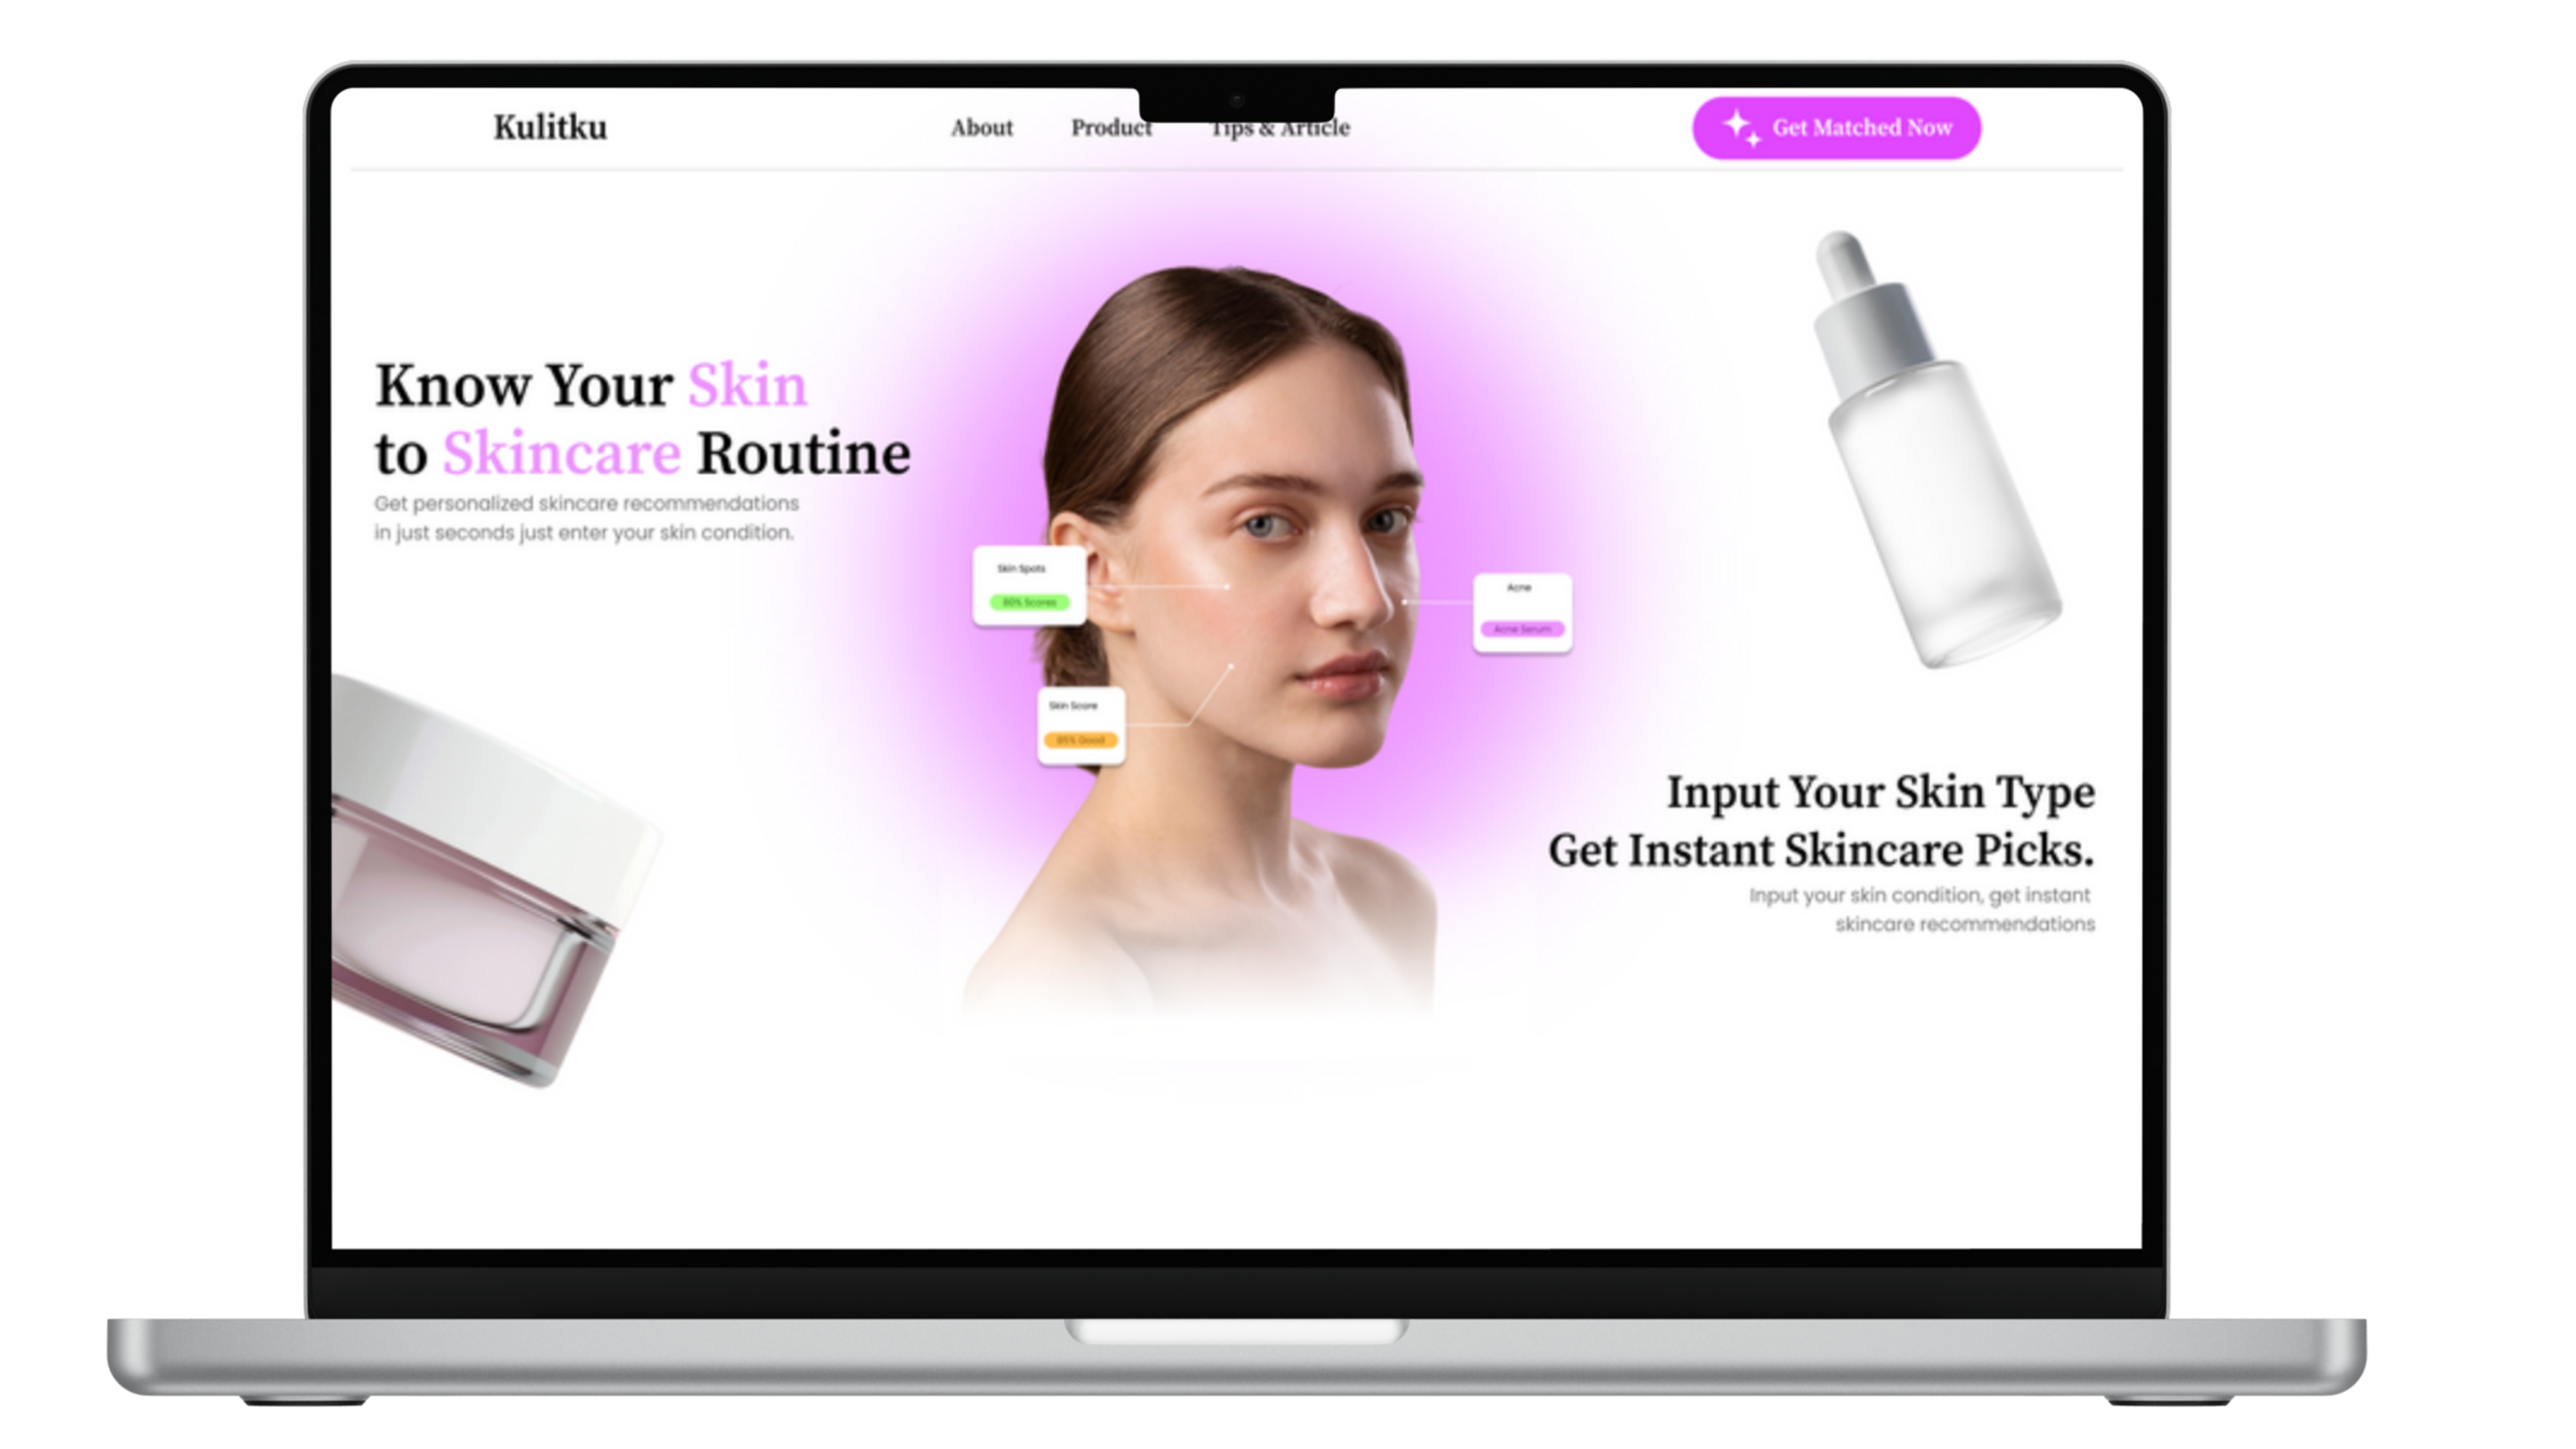 Kulitku
About
Product
Tips & Article
Get Matched Now
Know Your Skin
to Skincare Routine
Get personalized skincare recommendations
in just seconds just enter your skin condition.
Skin Spots
80% Scores
Acne
Acne Serum
Skin Score
85% Good
Input Your Skin Type
Get Instant Skincare Picks.
Input your skin condition, get instant
skincare recommendations